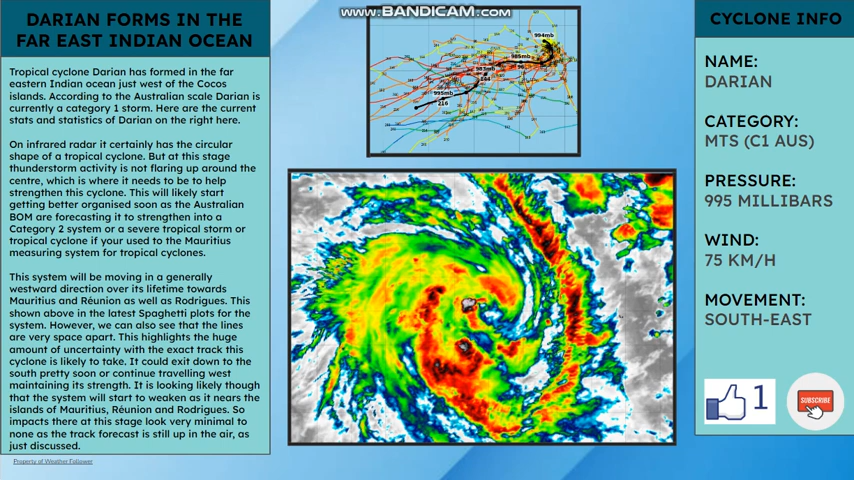 WWW.BANDICAM.COM
DARIAN FORMS IN THE
FAR EAST INDIAN OCEAN
Tropical cyclone Darian has formed in the far
eastern Indian ocean just west of the Cocos
islands. According to the Australian scale Darian is
currently a category 1 storm. Here are the current
stats and statistics of Darian on the right here.
On infrared radar it certainly has the circular
shape of a tropical cyclone. But at this stage
thunderstorm activity is not flaring up around the
centre, which is where it needs to be to help
strengthen this cyclone. This will likely start
getting better organised soon as the Australian
BOM are forecasting it to strengthen into a
Category 2 system or a severe tropical storm or
tropical cyclone if your used to the Mauritius
measuring system for tropical cyclones.
This system will be moving in a generally
westward direction over its lifetime towards
Mauritius and Réunion as well as Rodrigues. This
shown above in the latest Spaghetti plots for the
system. However, we can also see that the lines
are very space apart. This highlights the huge
amount of uncertainty with the exact track this
cyclone is likely to take. It could exit down to the
south pretty soon or continue travelling west
maintaining its strength. It is looking likely though
that the system will start to weaken as it nears the
islands of Mauritius, Réunion and Rodrigues. So
impacts there at this stage look very minimal to
none as the track forecast is still up in the air, as
just discussed.
Property of Weather Follower
994mb
985mb
96
983mb
144
995mb
216
CYCLONE INFO
NAME:
DARIAN
CATEGORY:
MTS (C1 AUS)
PRESSURE:
995 MILLIBARS
WIND:
75 KM/H
MOVEMENT:
SOUTH-EAST
1
SUBSCRIBE